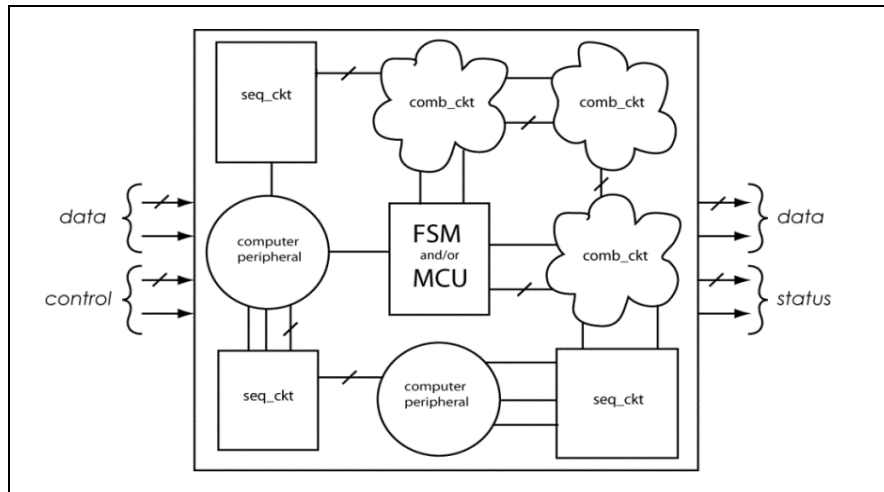 seq_ckt
comb_ckt
comb_ckt
data
computer
peripheral
FSM
and/or
MCU
comb_ckt
data
control
status
seq_ckt
computer
peripheral
seq_ckt